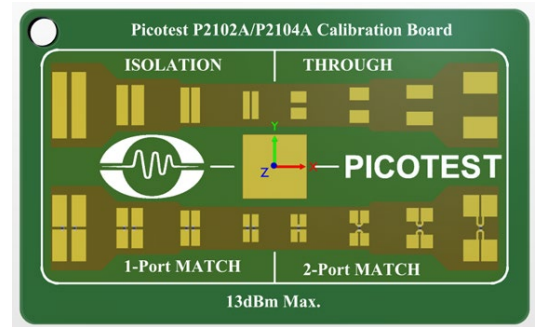 Picotest P2102A/P2104A Calibration Board
ISOLATION
THROUGH
Y
Z
X
PICOTEST
1-Port MATCH
2-Port MATCH
13dBm Max.